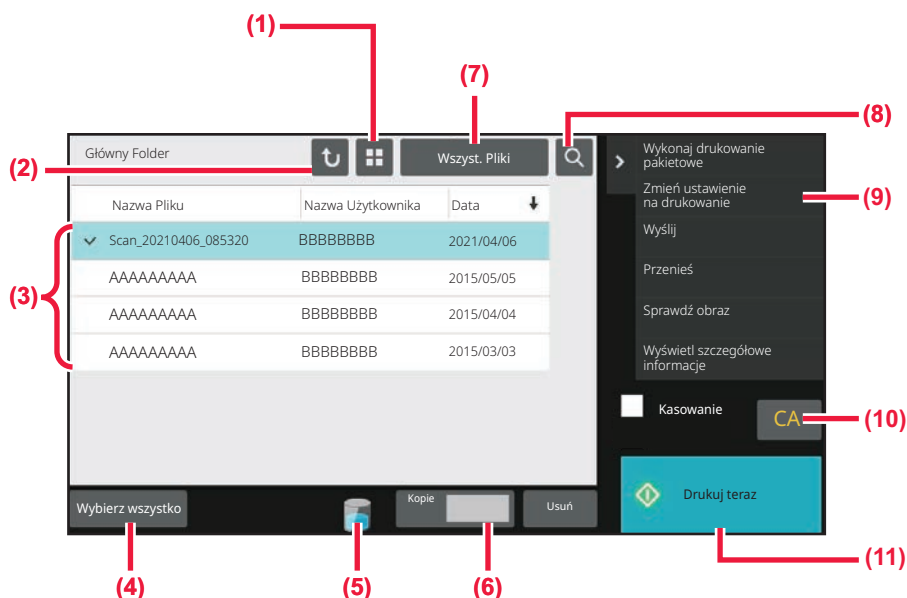 (1)
(7)
(8)
(2)
Główny Folder
Wszyst. Pliki
Wykonaj drukowanie
pakietowe
Zmień ustawienie
na drukowanie
(9)
Nazwa Pliku Nazwa Użytkownika Data
Wyślij
(3)
Scan_20210406_085320 BBBBBBBB 2021/04/06
AAAAAAAAA BBBBBBBB 2015/05/05
Przenieś
AAAAAAAAA BBBBBBBB 2015/04/04
Sprawdź obraz
AAAAAAAAA BBBBBBBB 2015/03/03
Wyświetl szczegółowe
informacje
Kasowanie
CA
(10)
Wybierz wszystko
Kopie
Usuń
Drukuj teraz
(4)
(5)
(6)
(11)